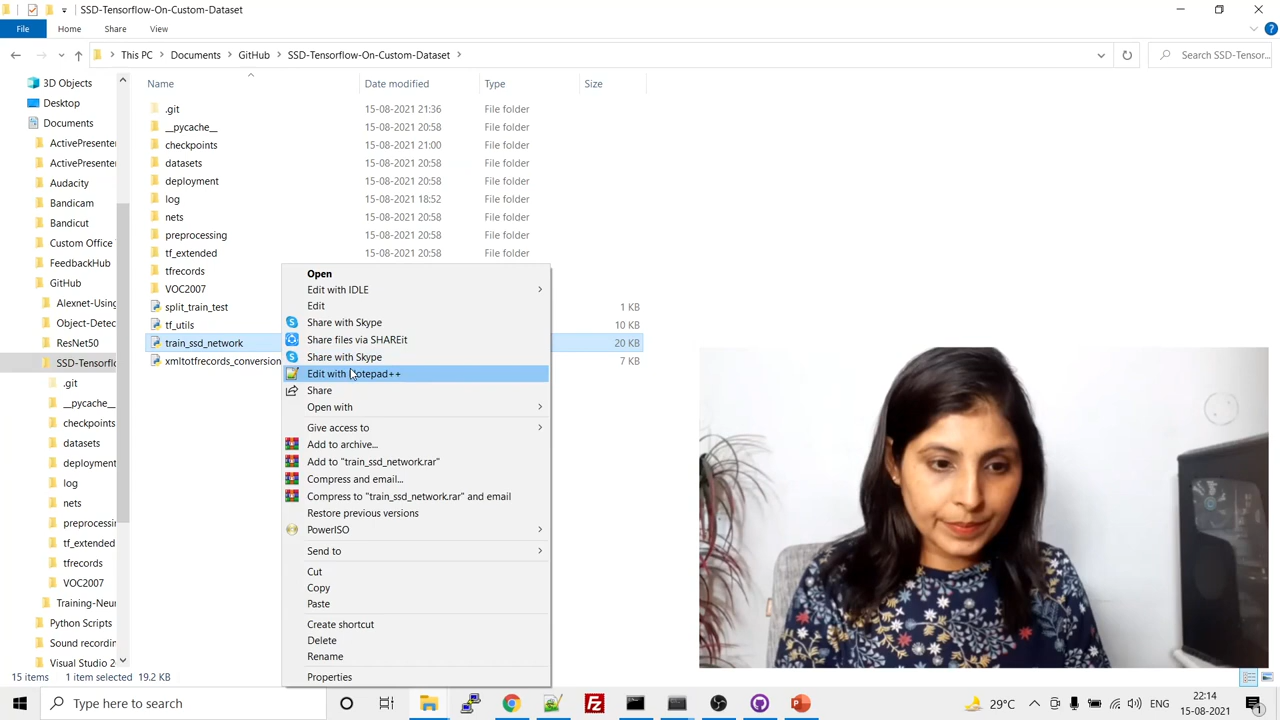 SSD-Tensorflow-On-Custom-Dataset
File Home Share View
This PC Documents GitHub SSD-Tensorflow-On-Custom-Dataset
Search SSD-Tensor...
Name Date modified Type Size
3D Objects
Desktop
Documents
ActivePresente
ActivePresente
Audacity
Bandicam
Bandicut
Custom Office
FeedbackHub
GitHub
Alexnet-Using
Object-Detec
ResNet50
SSD-Tensorfl
.git
__pycache__
checkpoints
datasets
deployment
log
nets
preprocessing
tf_extended
tfrecords
VOC2007
Training-Neur
Python Scripts
Sound recordin
Visual Studio 2
.git 15-08-2021 21:36 File folder
__pycache__ 15-08-2021 20:58 File folder
checkpoints 15-08-2021 21:00 File folder
datasets 15-08-2021 20:58 File folder
deployment 15-08-2021 20:58 File folder
log 15-08-2021 18:52 File folder
nets 15-08-2021 20:58 File folder
preprocessing 15-08-2021 20:58 File folder
tf_extended 15-08-2021 20:58 File folder
tfrecords
VOC2007
split_train_test 1 KB
tf_utils 10 KB
train_ssd_network 20 KB
xmltotfrecords_conversion 7 KB
Open
Edit with IDLE
Edit
Share with Skype
Share files via SHAREit
Share with Skype
Edit with Notepad++
Share
Open with
Give access to
Add to archive...
Add to "train_ssd_network.rar"
Compress and email...
Compress to "train_ssd_network.rar" and email
Restore previous versions
PowerISO
Send to
Cut
Copy
Paste
Create shortcut
Delete
Rename
Properties
15 items 1 item selected 19.2 KB
Type here to search
29°C ENG 22:14
15-08-2021